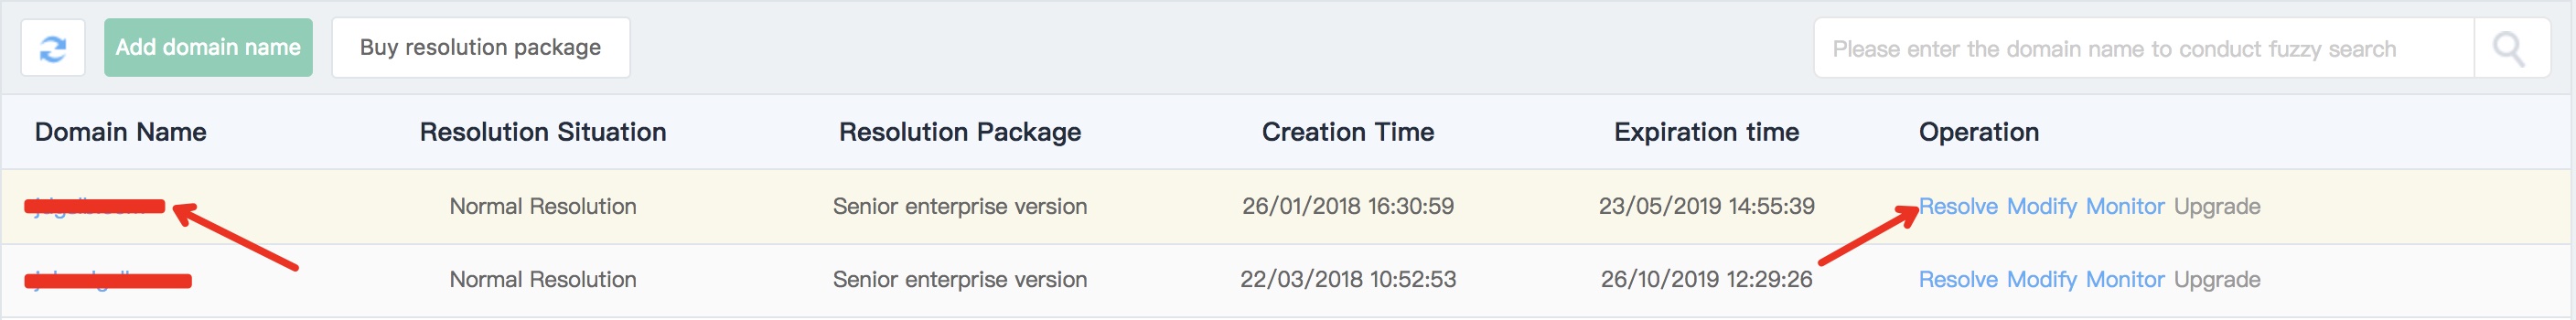 Add domain name Buy resolution package Please enter the domain name to conduct fuzzy search
Domain Name Resolution Situation Resolution Package Creation Time Expiration time Operation
Normal Resolution Senior enterprise version 26/01/2018 16:30:59 23/05/2019 14:55:39 Resolve Modify Monitor Upgrade
Normal Resolution Senior enterprise version 22/03/2018 10:52:53 26/10/2019 12:29:26 Resolve Modify Monitor Upgrade